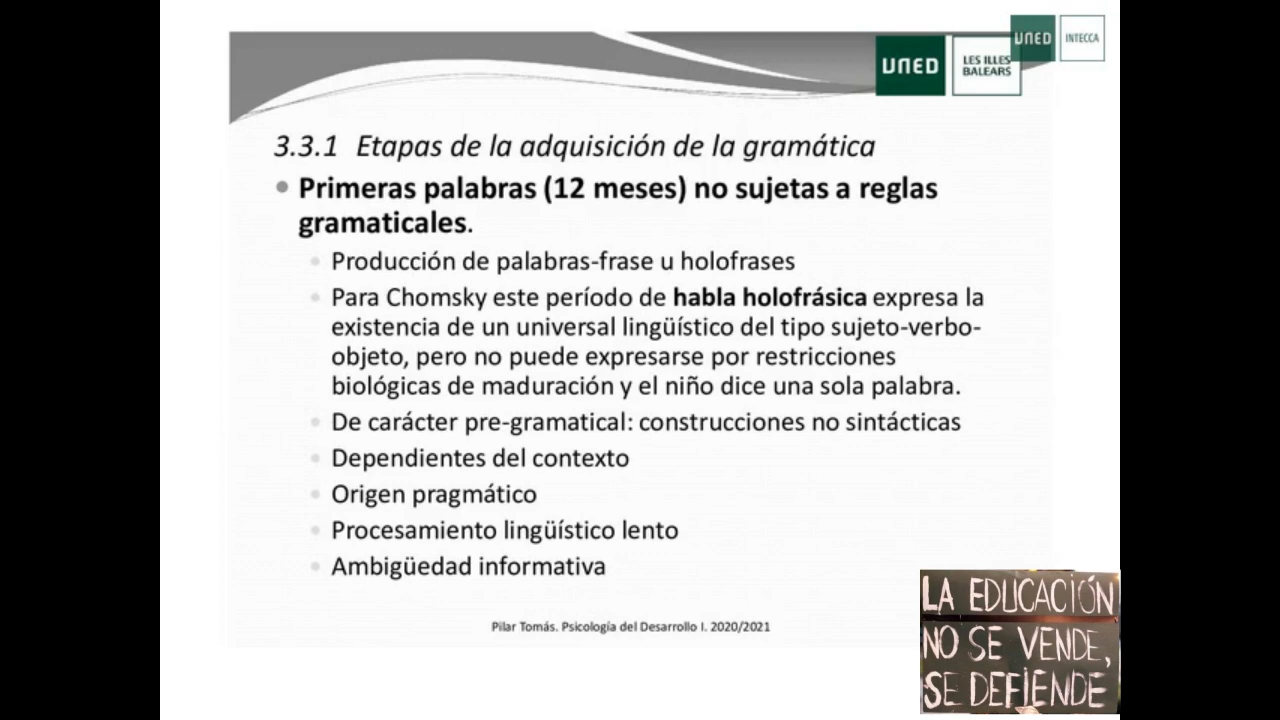 UNED
INTECCA
UNED
LES ILLES
BALEARS
3.3.1 Etapas de la adquisición de la gramática
Primeras palabras (12 meses) no sujetas a reglas
gramaticales.
Producción de palabras-frase u holofrases
Para Chomsky este período de habla holofrásica expresa la
existencia de un universal lingüístico del tipo sujeto-verbo-
objeto, pero no puede expresarse por restricciones
biológicas de maduración y el niño dice una sola palabra.
De carácter pre-gramatical: construcciones no sintácticas
Dependientes del contexto
Origen pragmático
Procesamiento lingüístico lento
Ambigüedad informativa
Pilar Tomás. Psicología del Desarrollo I. 2020/2021
LA EDUCACIÓN
NO SE VENDE,
SE DEFIENDE